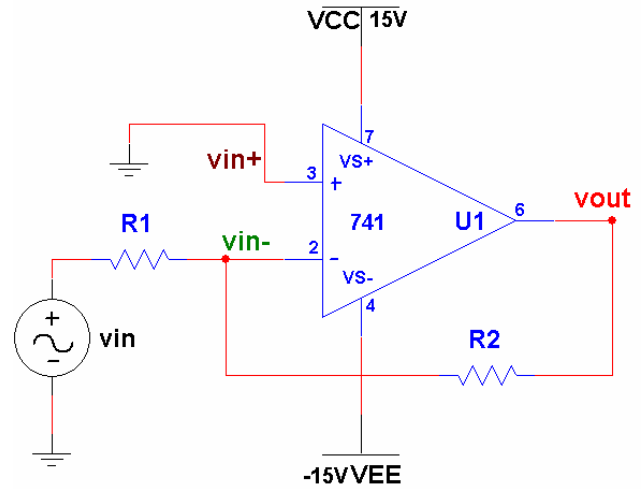 VCC 15V
7
vin+
3
+
VS+
R1
vin-
741
U1
6
vout
2
-
VS-
4
+
-
vin
R2
-15VVEE